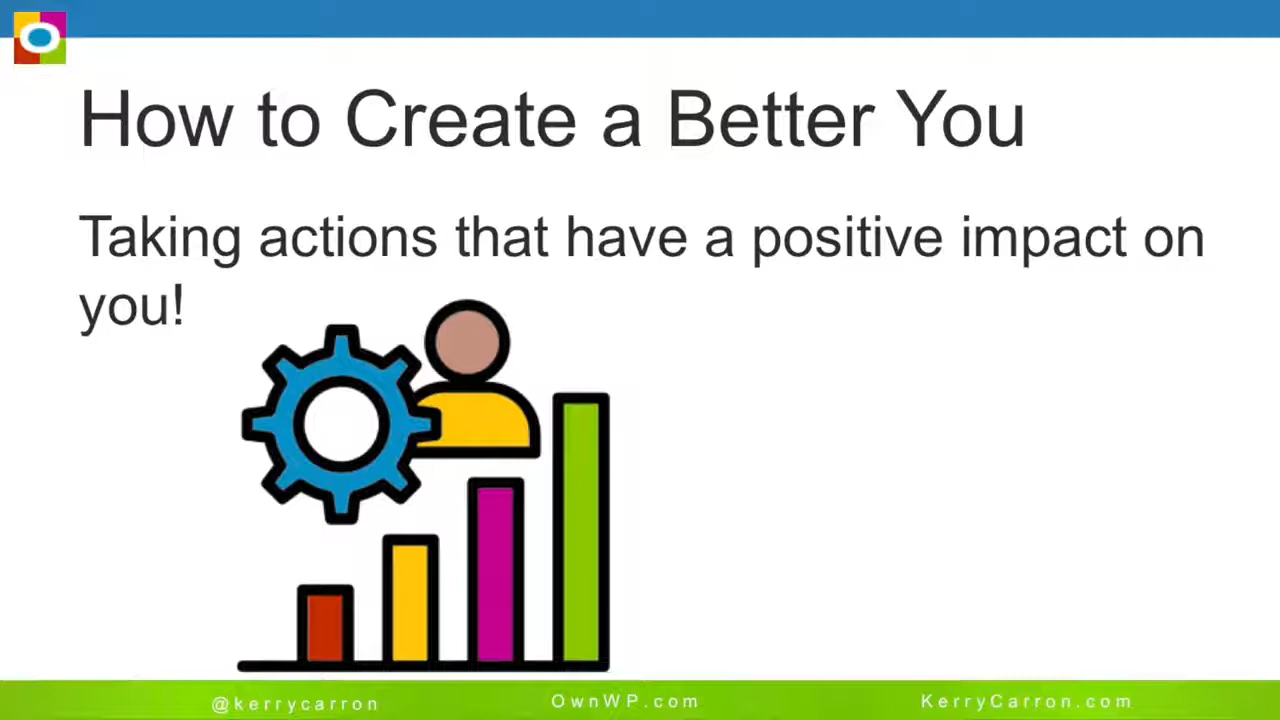 How to Create a Better You
Taking actions that have a positive impact on
you!
@kerrycarron
OwnWP.com
KerryCarron.com